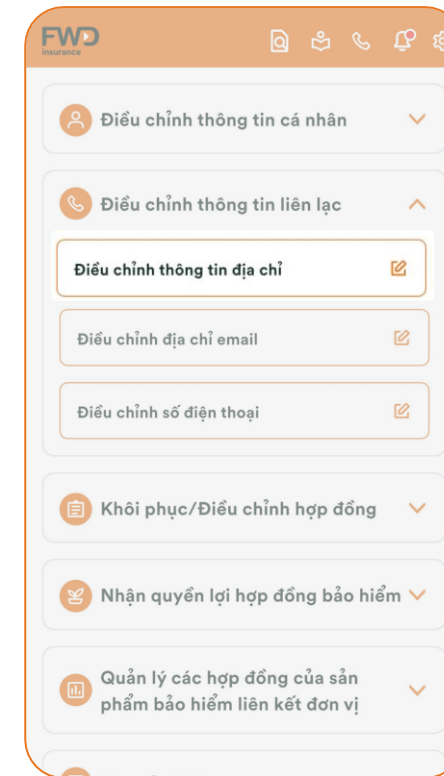 FWD
insurance
Điều chỉnh thông tin cá nhân
Điều chỉnh thông tin liên lạc
Điều chỉnh thông tin địa chỉ
Điều chỉnh địa chỉ email
Điều chỉnh số điện thoại
Khôi phục/Điều chỉnh hợp đồng
Nhận quyền lợi hợp đồng bảo hiểm
Quản lý các hợp đồng của sản
phẩm bảo hiểm liên kết đơn vị